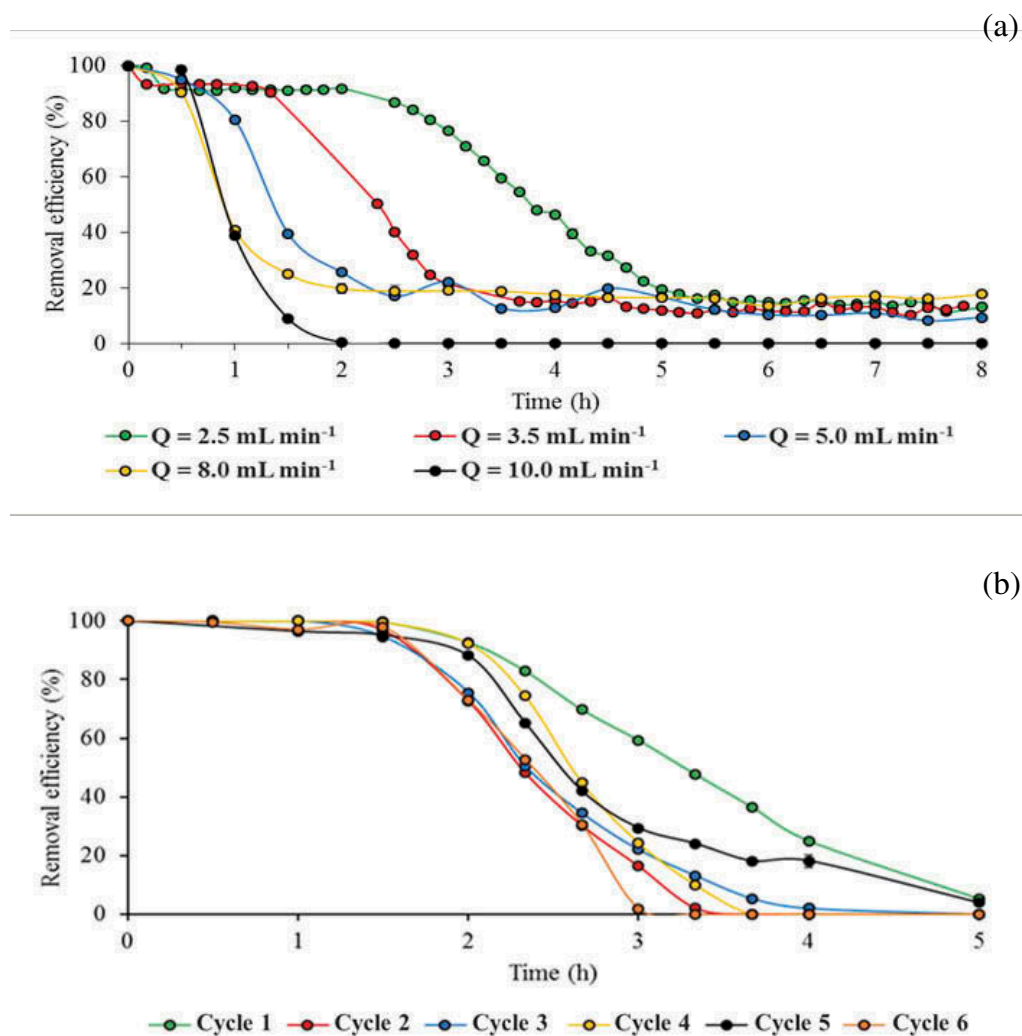 (a)
Removal efficiency (%)
100
80
60
40
20
0
0 1 2 3 4 5 6 7 8
Time (h)
Q = 2.5 mL min⁻¹ Q = 3.5 mL min⁻¹ Q = 5.0 mL min⁻¹
Q = 8.0 mL min⁻¹ Q = 10.0 mL min⁻¹
(b)
Removal efficiency (%)
100
80
60
40
20
0
0 1 2 3 4 5
Time (h)
Cycle 1 Cycle 2 Cycle 3 Cycle 4 Cycle 5 Cycle 6